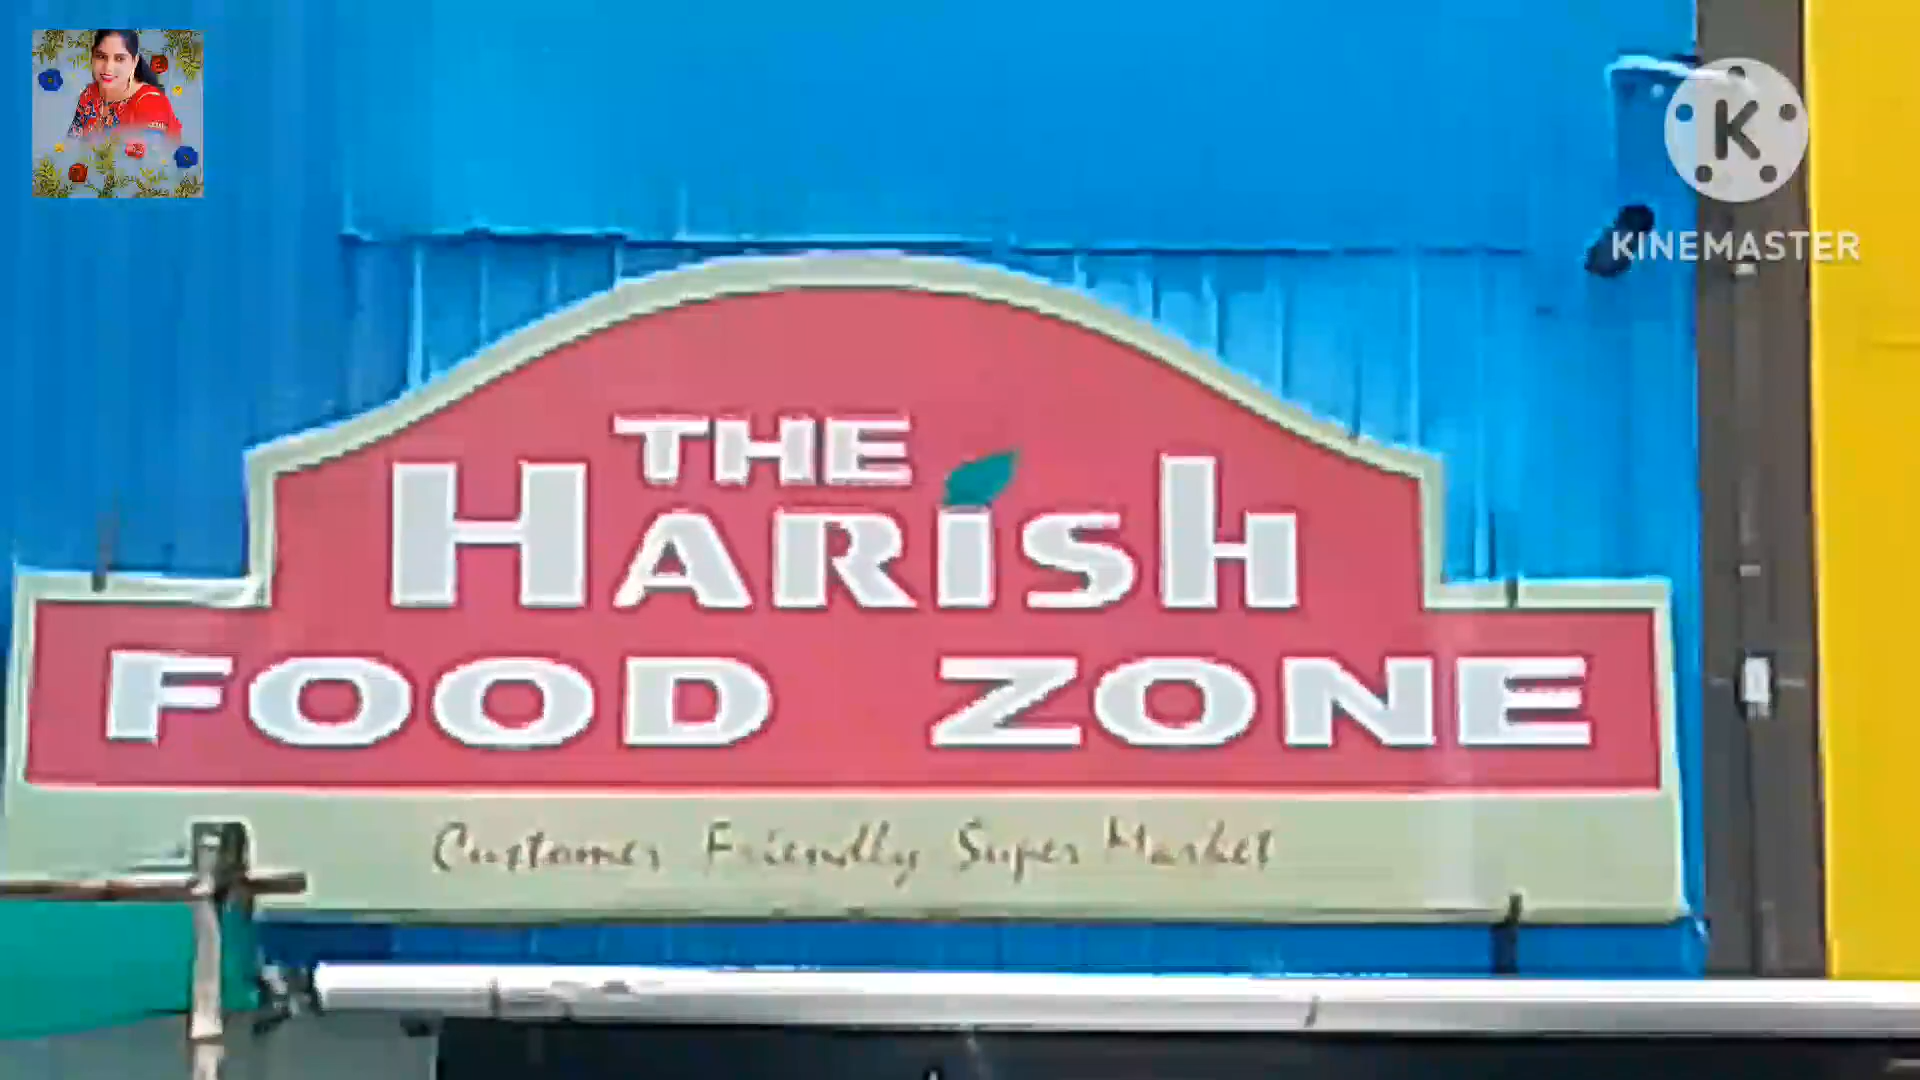 K
KINEMASTER
THE
HARiSh
FOOD ZONE
Customer Friendly Super Market